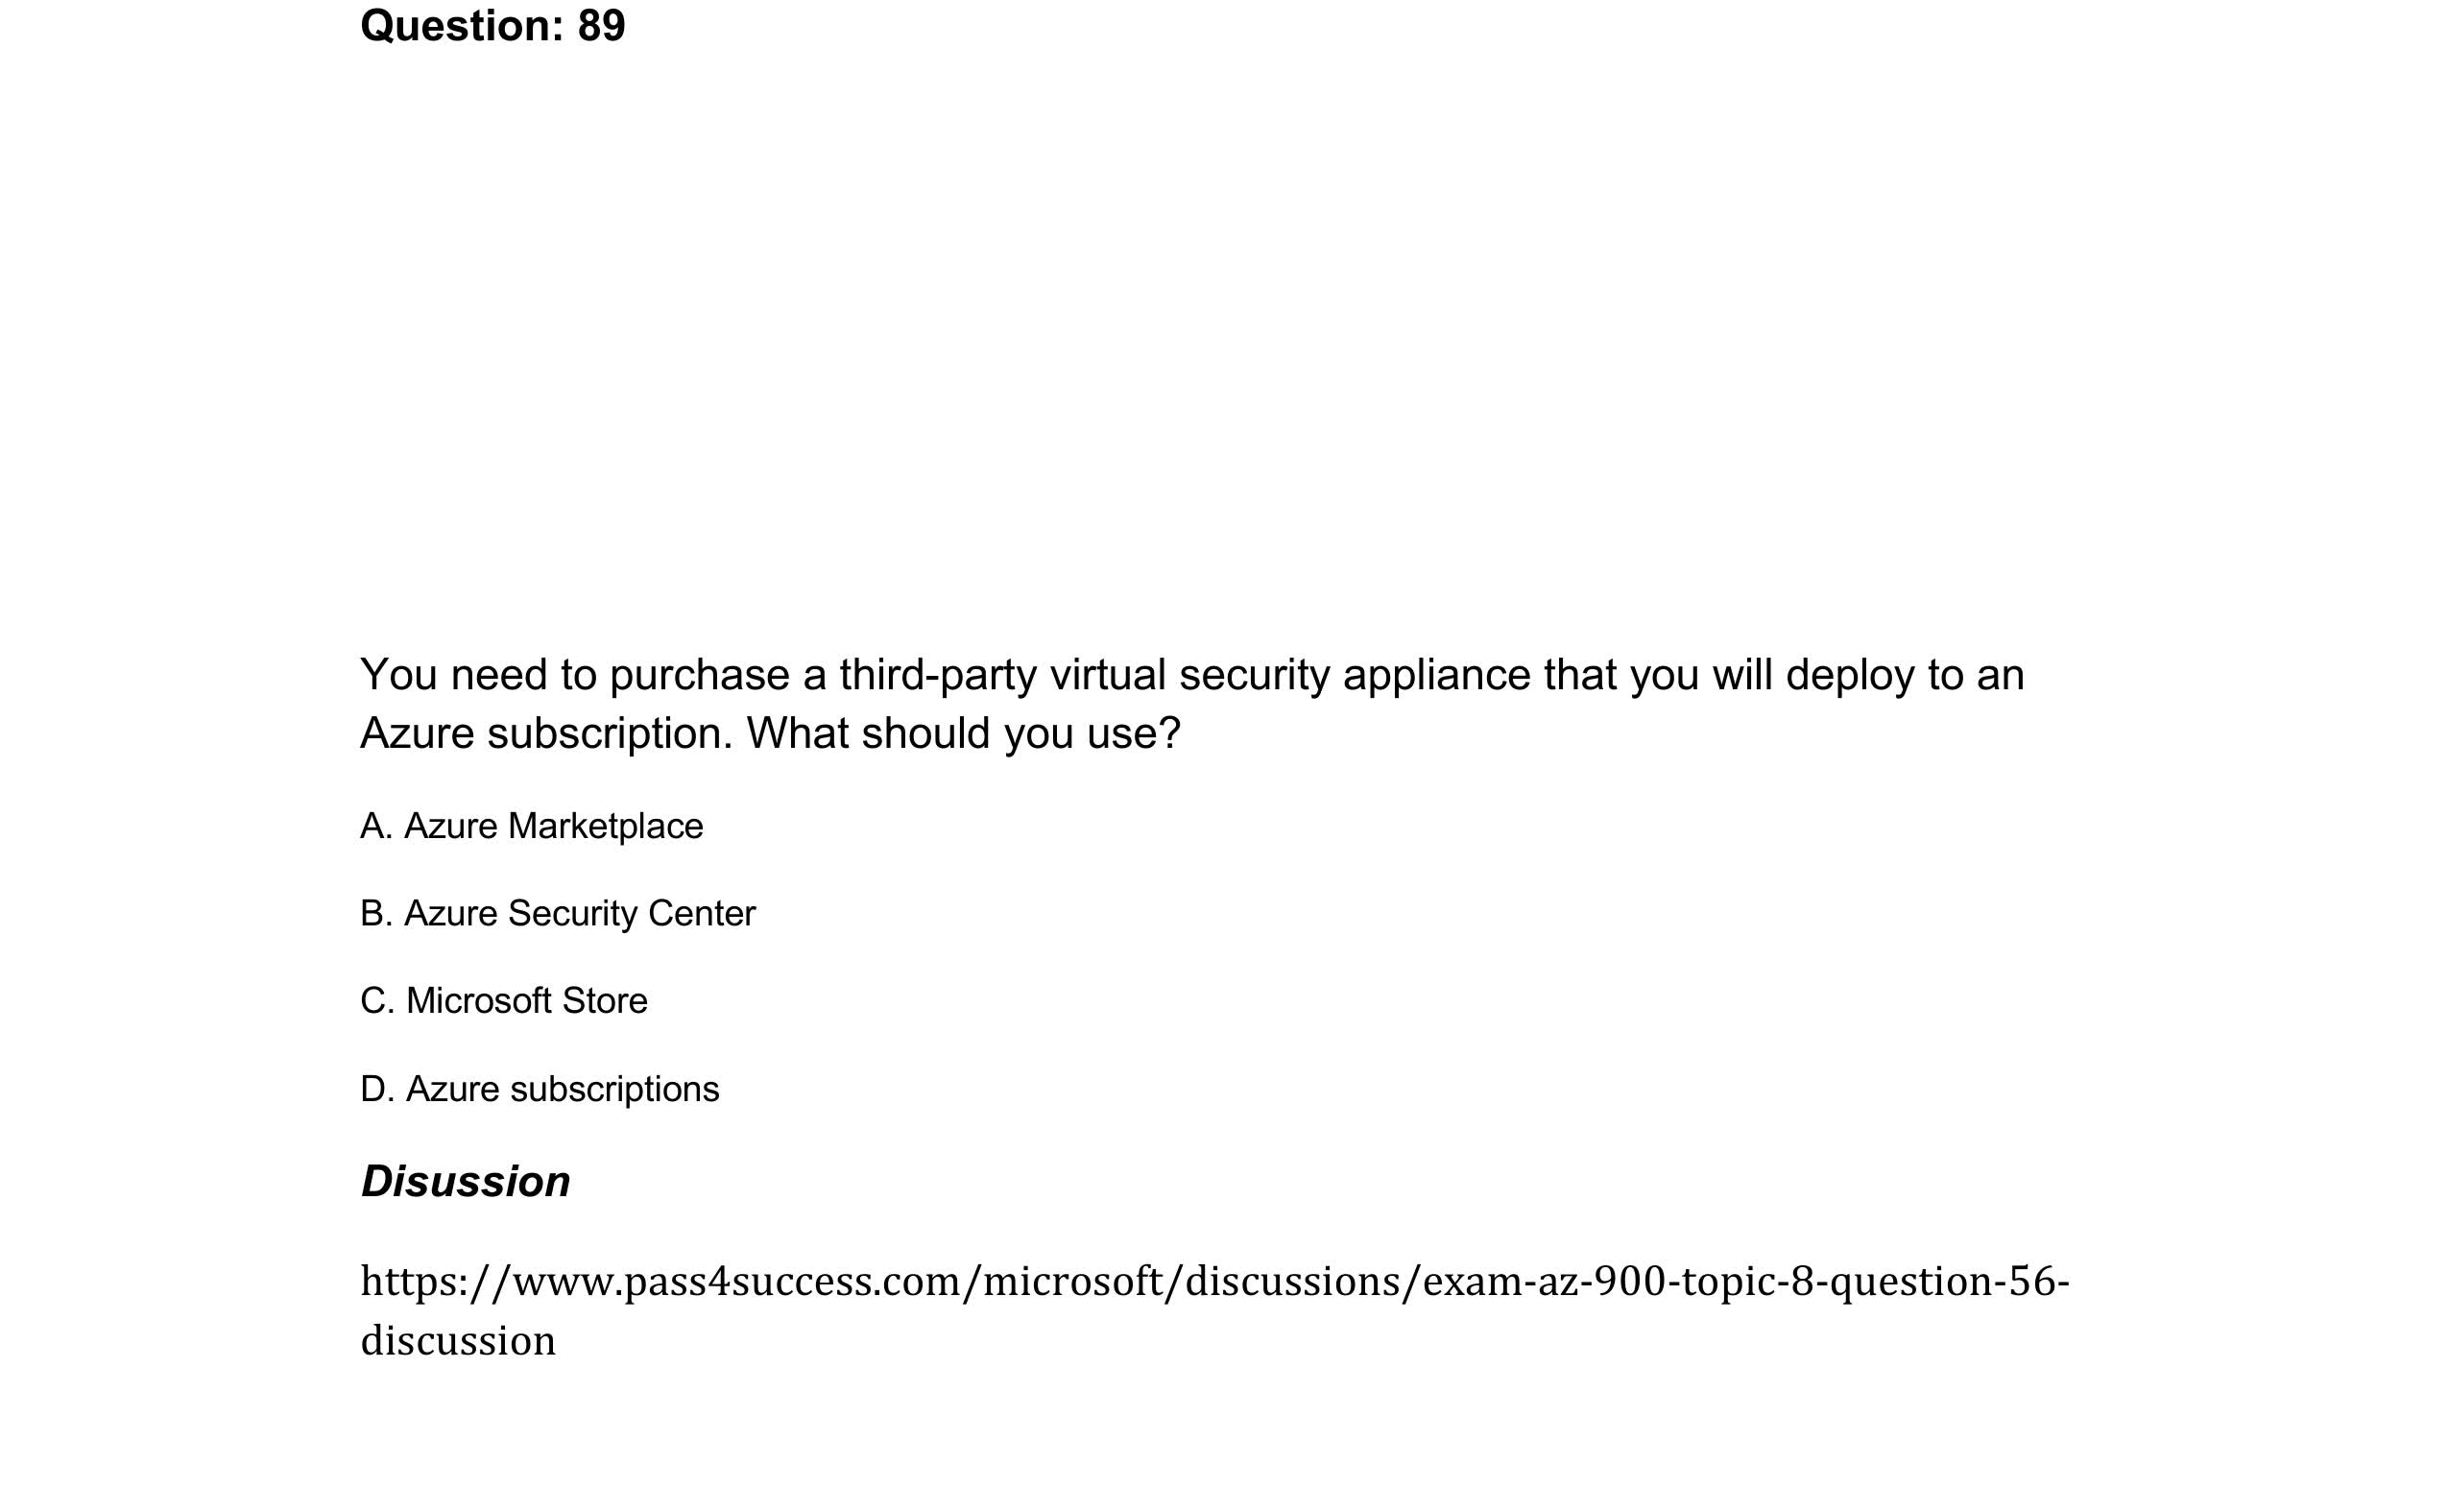 Question: 89
You need to purchase a third-party virtual security appliance that you will deploy to an
Azure subscription. What should you use?
A. Azure Marketplace
B. Azure Security Center
C. Microsoft Store
D. Azure subscriptions
Disussion
https://www.pass4success.com/microsoft/discussions/exam-az-900-topic-8-question-56-
discussion